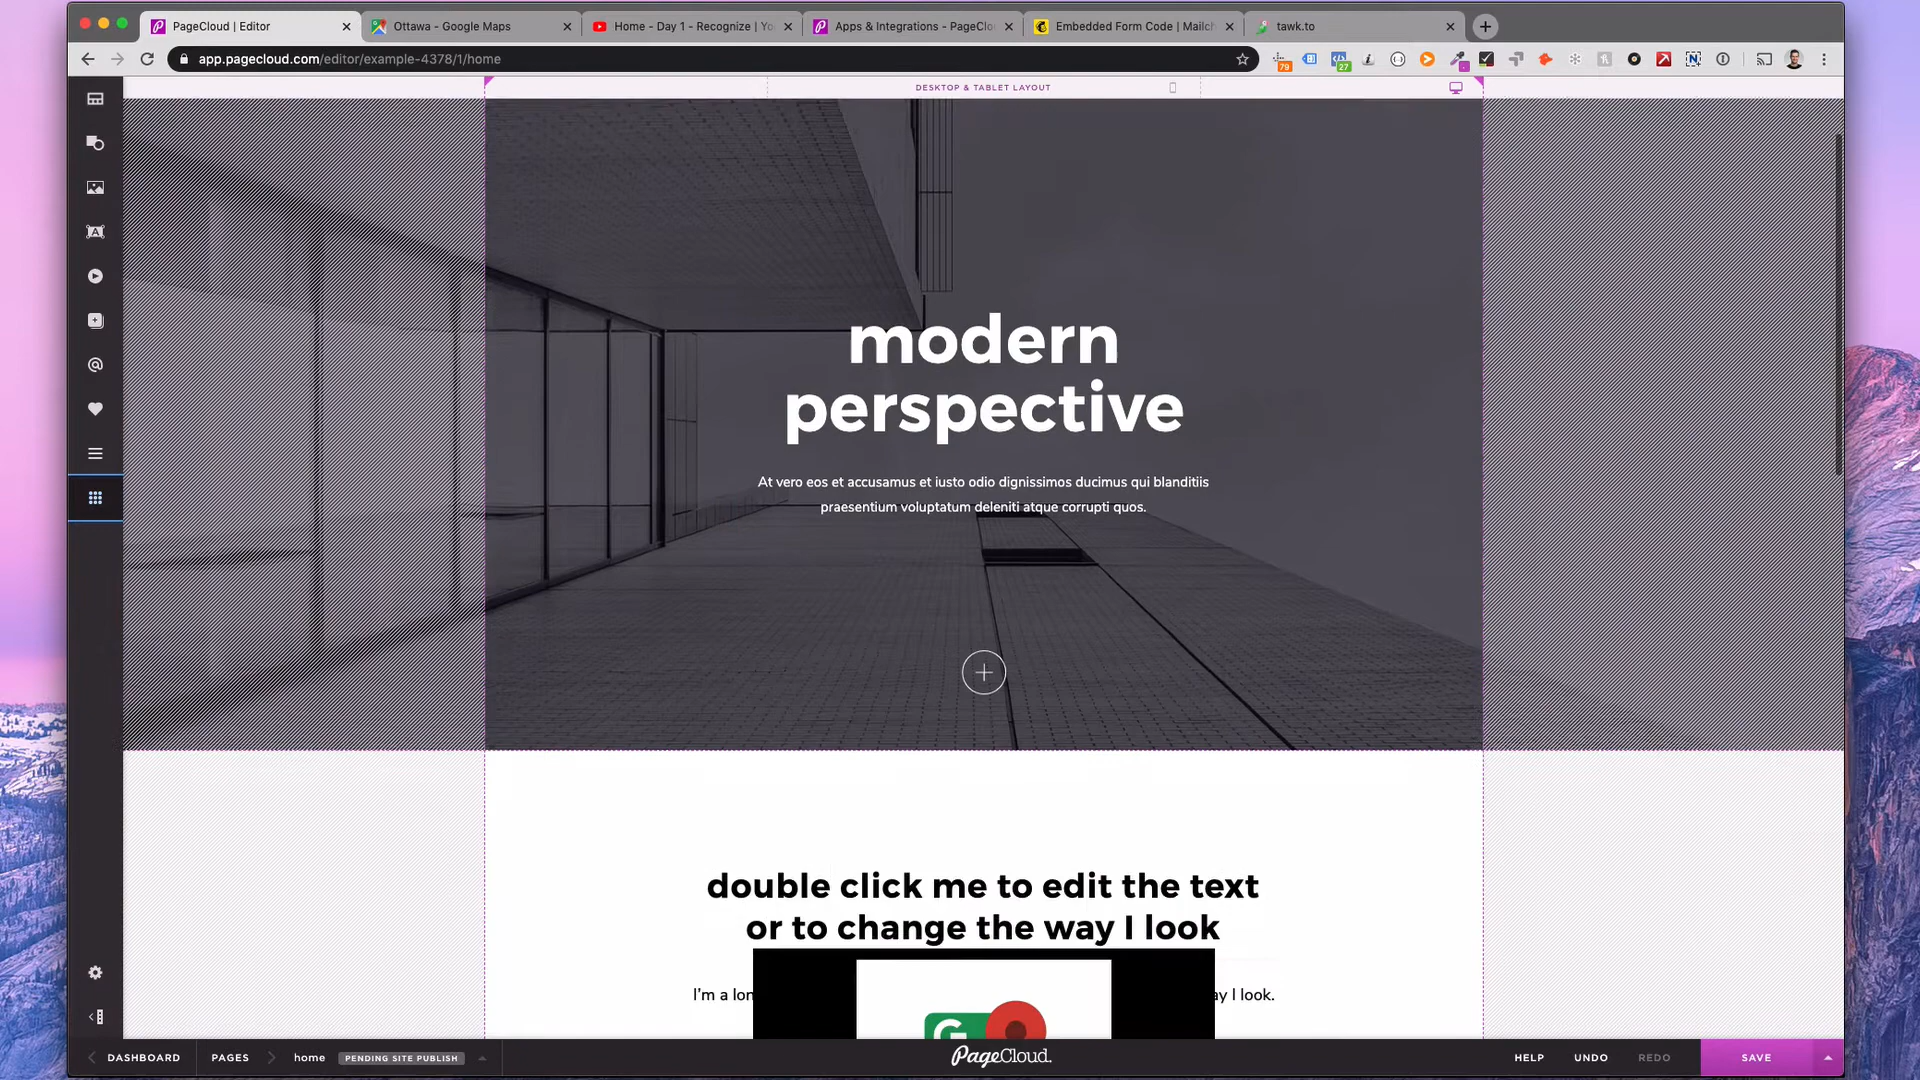 PageCloud | Editor
Ottawa - Google Maps
Home - Day 1 - Recognize | Yo
Apps & Integrations - PageClo
Embedded Form Code | Mailch
tawk.to
app.pagecloud.com/editor/example-4378/1/home
79
27
DESKTOP & TABLET LAYOUT
modern
perspective
At vero eos et accusamus et iusto odio dignissimos ducimus qui blanditiis
praesentium voluptatum deleniti atque corrupti quos.
double click me to edit the text
or to change the way I look
I'm a lon
ay I look.
G
DASHBOARD
PAGES
home
PENDING SITE PUBLISH
PageCloud.
HELP
UNDO
REDO
SAVE